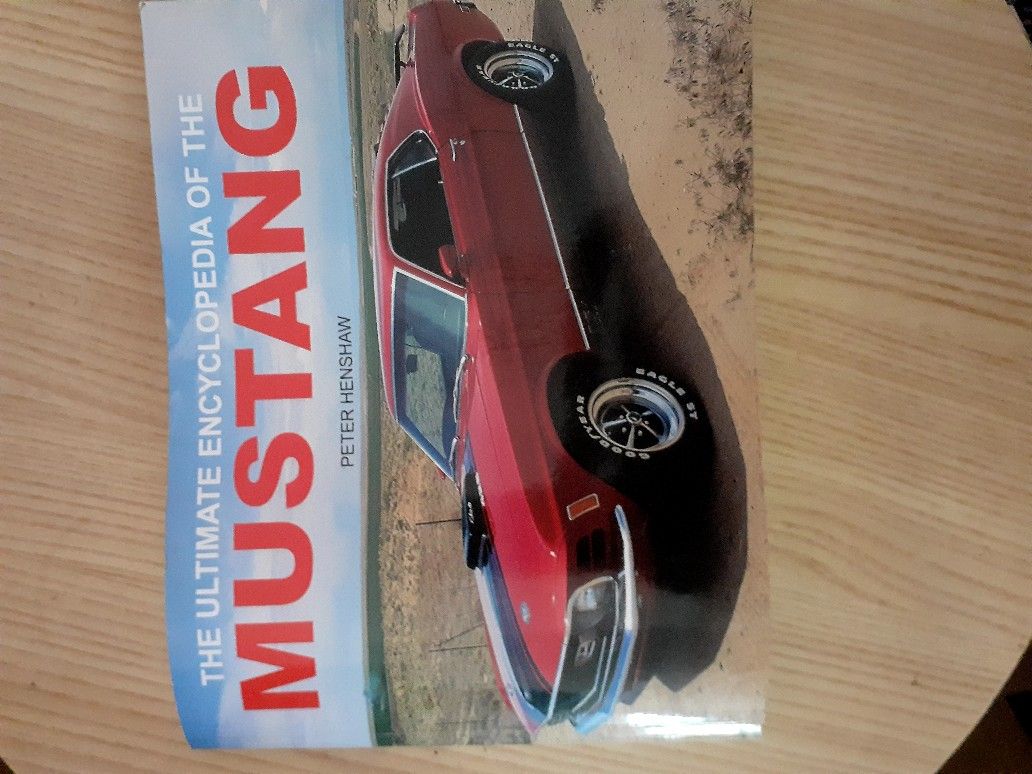 THE ULTIMATE ENCYCLOPEDIA OF THE
MUSTANG
PETER HENSHAW
EAGLE ST
GOODYEAR
EAGLE ST